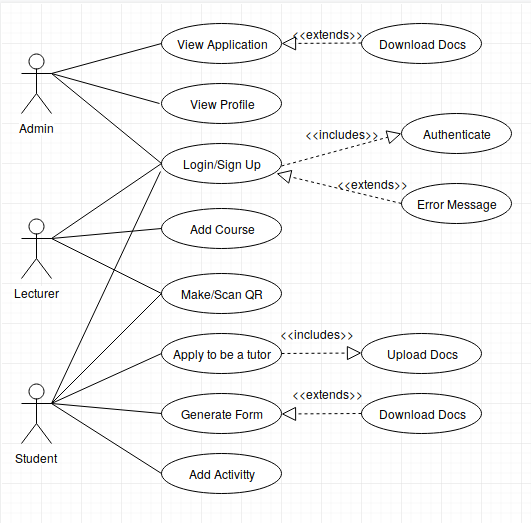 <<extends>>
View Application
Download Docs
View Profile
Admin
<<includes>>
Authenticate
Login/Sign Up
<<extends>>
Error Message
Add Course
Lecturer
Make/Scan QR
<<includes>>
Apply to be a tutor
Upload Docs
<<extends>>
Generate Form
Download Docs
Student
Add Activitty